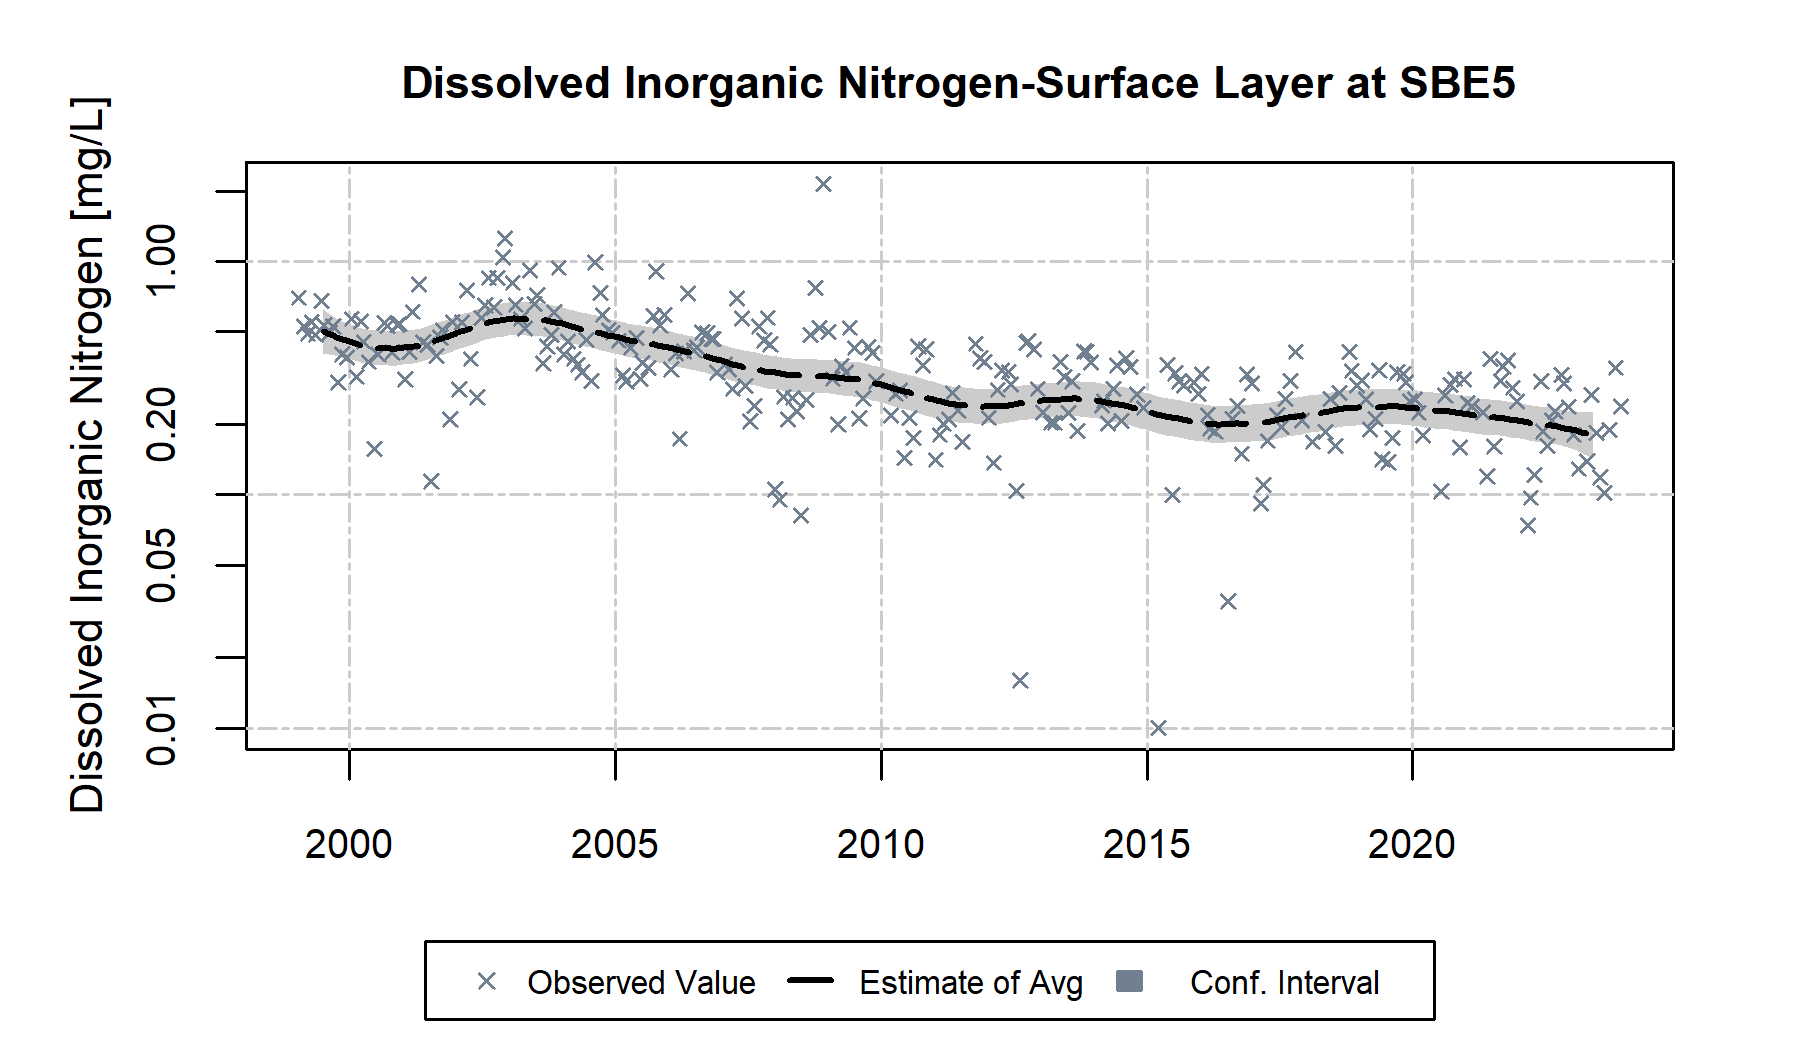 Dissolved Inorganic Nitrogen-Surface Layer at SBE5
Dissolved Inorganic Nitrogen [mg/L]
1.00
0.20
0.05
0.01
2000 2005 2010 2015 2020
Observed Value Estimate of Avg Conf. Interval